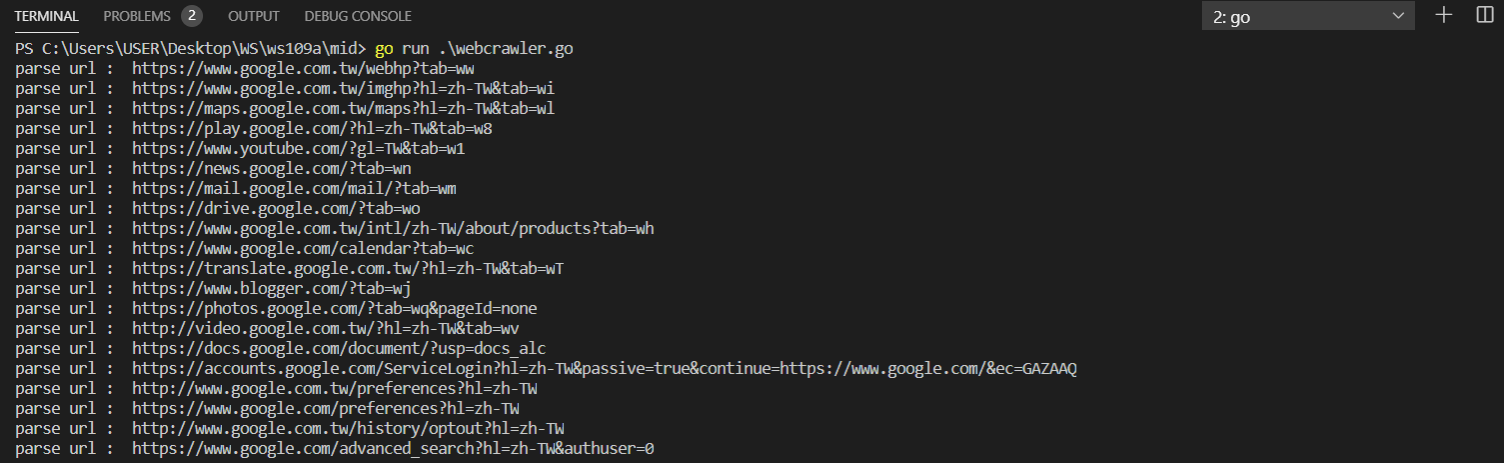 TERMINAL PROBLEMS 2 OUTPUT DEBUG CONSOLE 2: go
PS C:\Users\USER\Desktop\WS\ws109a\mid> go run .\webcrawler.go
parse url :  https://www.google.com.tw/webhp?tab=ww
parse url :  https://www.google.com.tw/imghp?hl=zh-TW&tab=wi
parse url :  https://maps.google.com.tw/maps?hl=zh-TW&tab=wl
parse url :  https://play.google.com/?hl=zh-TW&tab=w8
parse url :  https://www.youtube.com/?gl=TW&tab=w1
parse url :  https://news.google.com/?tab=wn
parse url :  https://mail.google.com/mail/?tab=wm
parse url :  https://drive.google.com/?tab=wo
parse url :  https://www.google.com.tw/intl/zh-TW/about/products?tab=wh
parse url :  https://www.google.com/calendar?tab=wc
parse url :  https://translate.google.com.tw/?hl=zh-TW&tab=wT
parse url :  https://www.blogger.com/?tab=wj
parse url :  https://photos.google.com/?tab=wq&pageId=none
parse url :  http://video.google.com.tw/?hl=zh-TW&tab=wv
parse url :  https://docs.google.com/document/?usp=docs_alc
parse url :  https://accounts.google.com/ServiceLogin?hl=zh-TW&passive=true&continue=https://www.google.com/&ec=GAZAAQ
parse url :  http://www.google.com.tw/preferences?hl=zh-TW
parse url :  https://www.google.com/preferences?hl=zh-TW
parse url :  http://www.google.com.tw/history/optout?hl=zh-TW
parse url :  https://www.google.com/advanced_search?hl=zh-TW&authuser=0